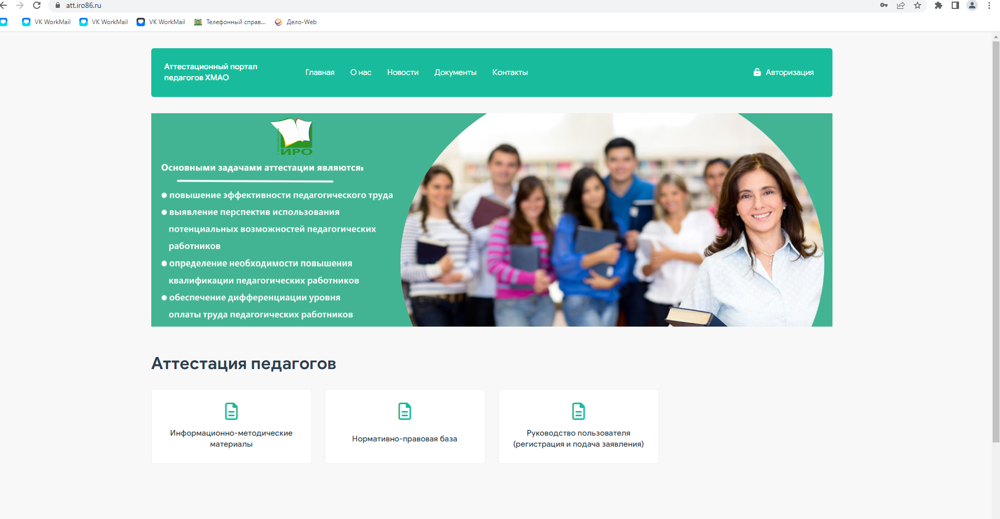 att.iro86.ru
VK WorkMail VK WorkMail VK WorkMail Телефонный справ... Дело-Web
Аттестационный портал
педагогов ХМАО
Главная О нас Новости Документы Контакты
Авторизация
ИРО
Основными задачами аттестации являются:
● повышение эффективности педагогического труда
● выявление перспектив использования
потенциальных возможностей педагогических
работников
● определение необходимости повышения
квалификации педагогических работников
● обеспечение дифференциации уровня
оплаты труда педагогических работников
Аттестация педагогов
Информационно-методические
материалы
Нормативно-правовая база
Руководство пользователя
(регистрация и подача заявления)